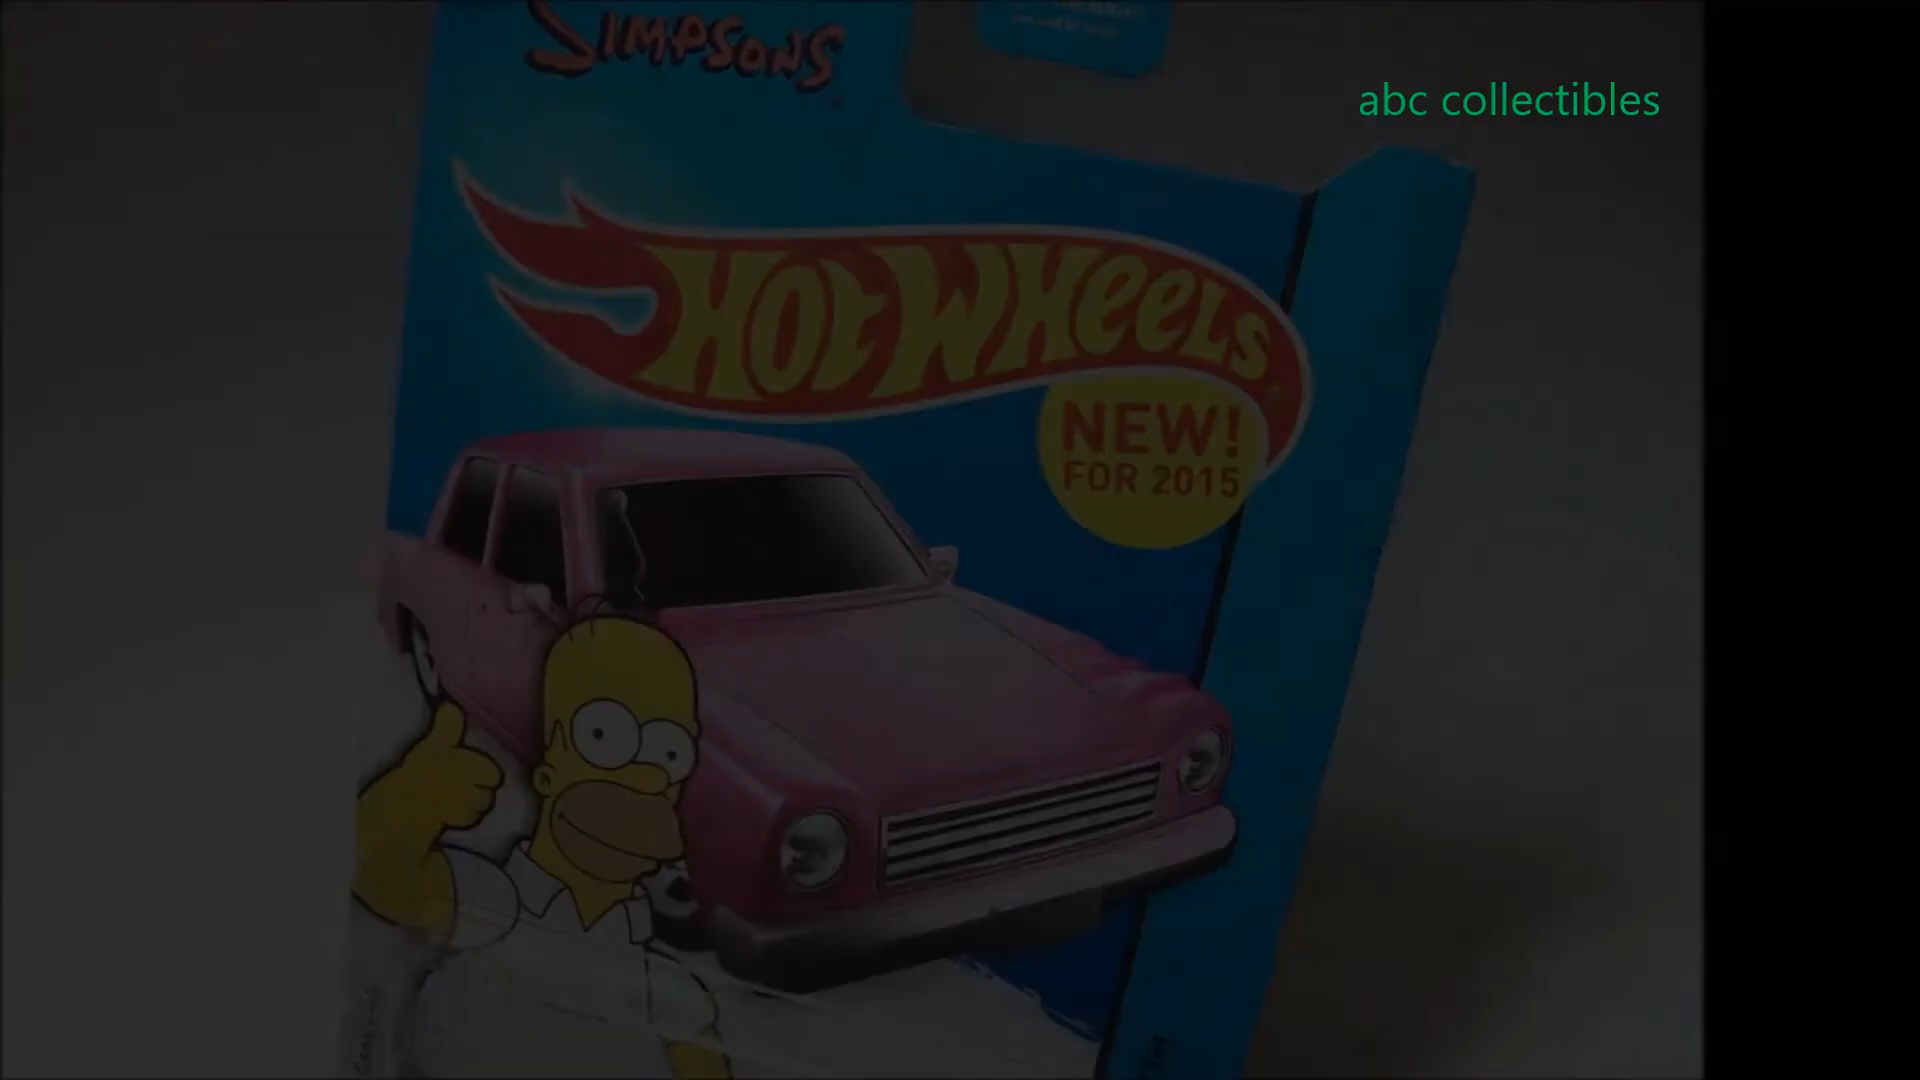 SIMPSONS
abc collectibles
HOT WHEELS
NEW!
FOR 2015